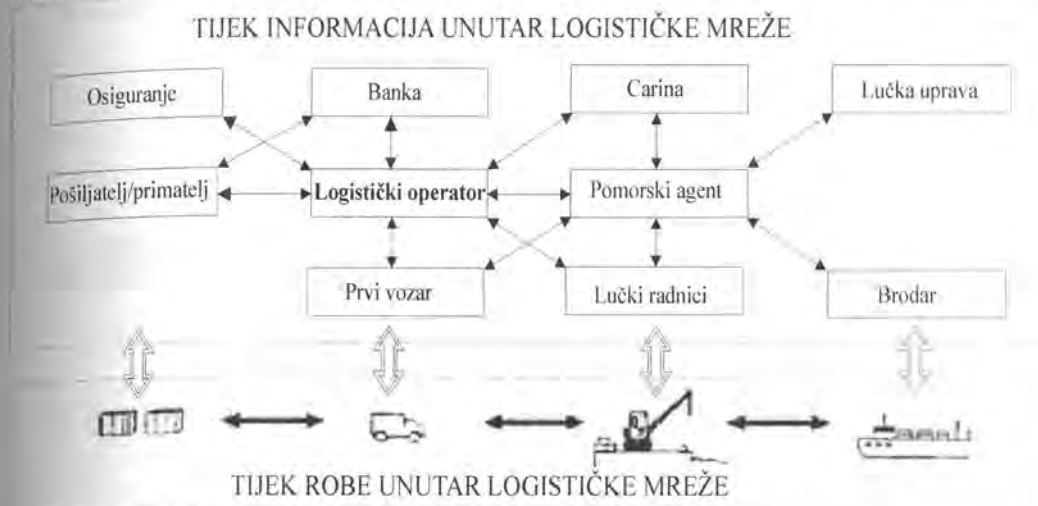 TIJEK INFORMACIJA UNUTAR LOGISTIČKE MREŽE
Osiguranje
Banka
Carina
Lučka uprava
Pošiljatelj/primatelj
Logistički operator
Pomorski agent
Prvi vozar
Lučki radnici
Brodar
TIJEK ROBE UNUTAR LOGISTIČKE MREŽE